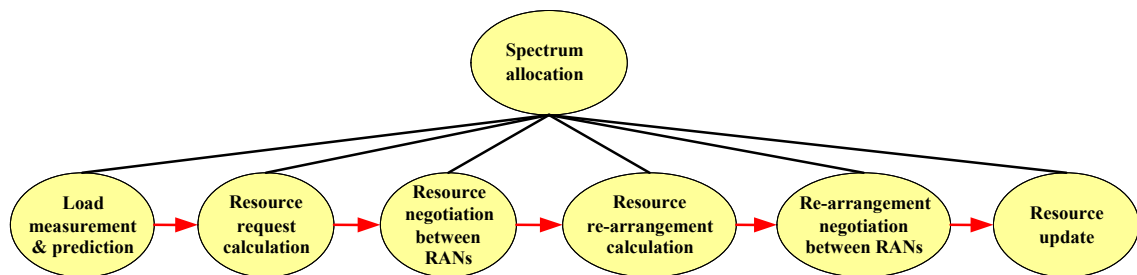 Spectrum
allocation
Load
measurement
& prediction
Resource
request
calculation
Resource
negotiation
between
RANs
Resource
re-arrangement
calculation
Re-arrangement
negotiation
between RANs
Resource
update